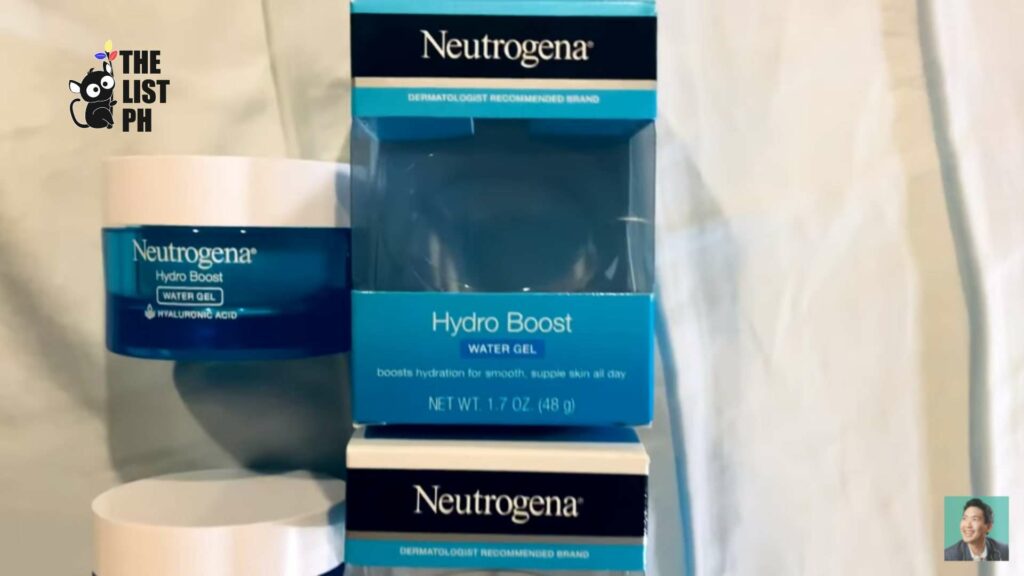 THE
LIST
PH
Neutrogena®
DERMATOLOGIST RECOMMENDED BRAND
Neutrogena®
Hydro Boost
WATER GEL
HYALURONIC ACID
Hydro Boost
WATER GEL
boosts hydration for smooth, supple skin all day
NET WT. 1.7 OZ. (48 g)
Neutrogena®
DERMATOLOGIST RECOMMENDED BRAND